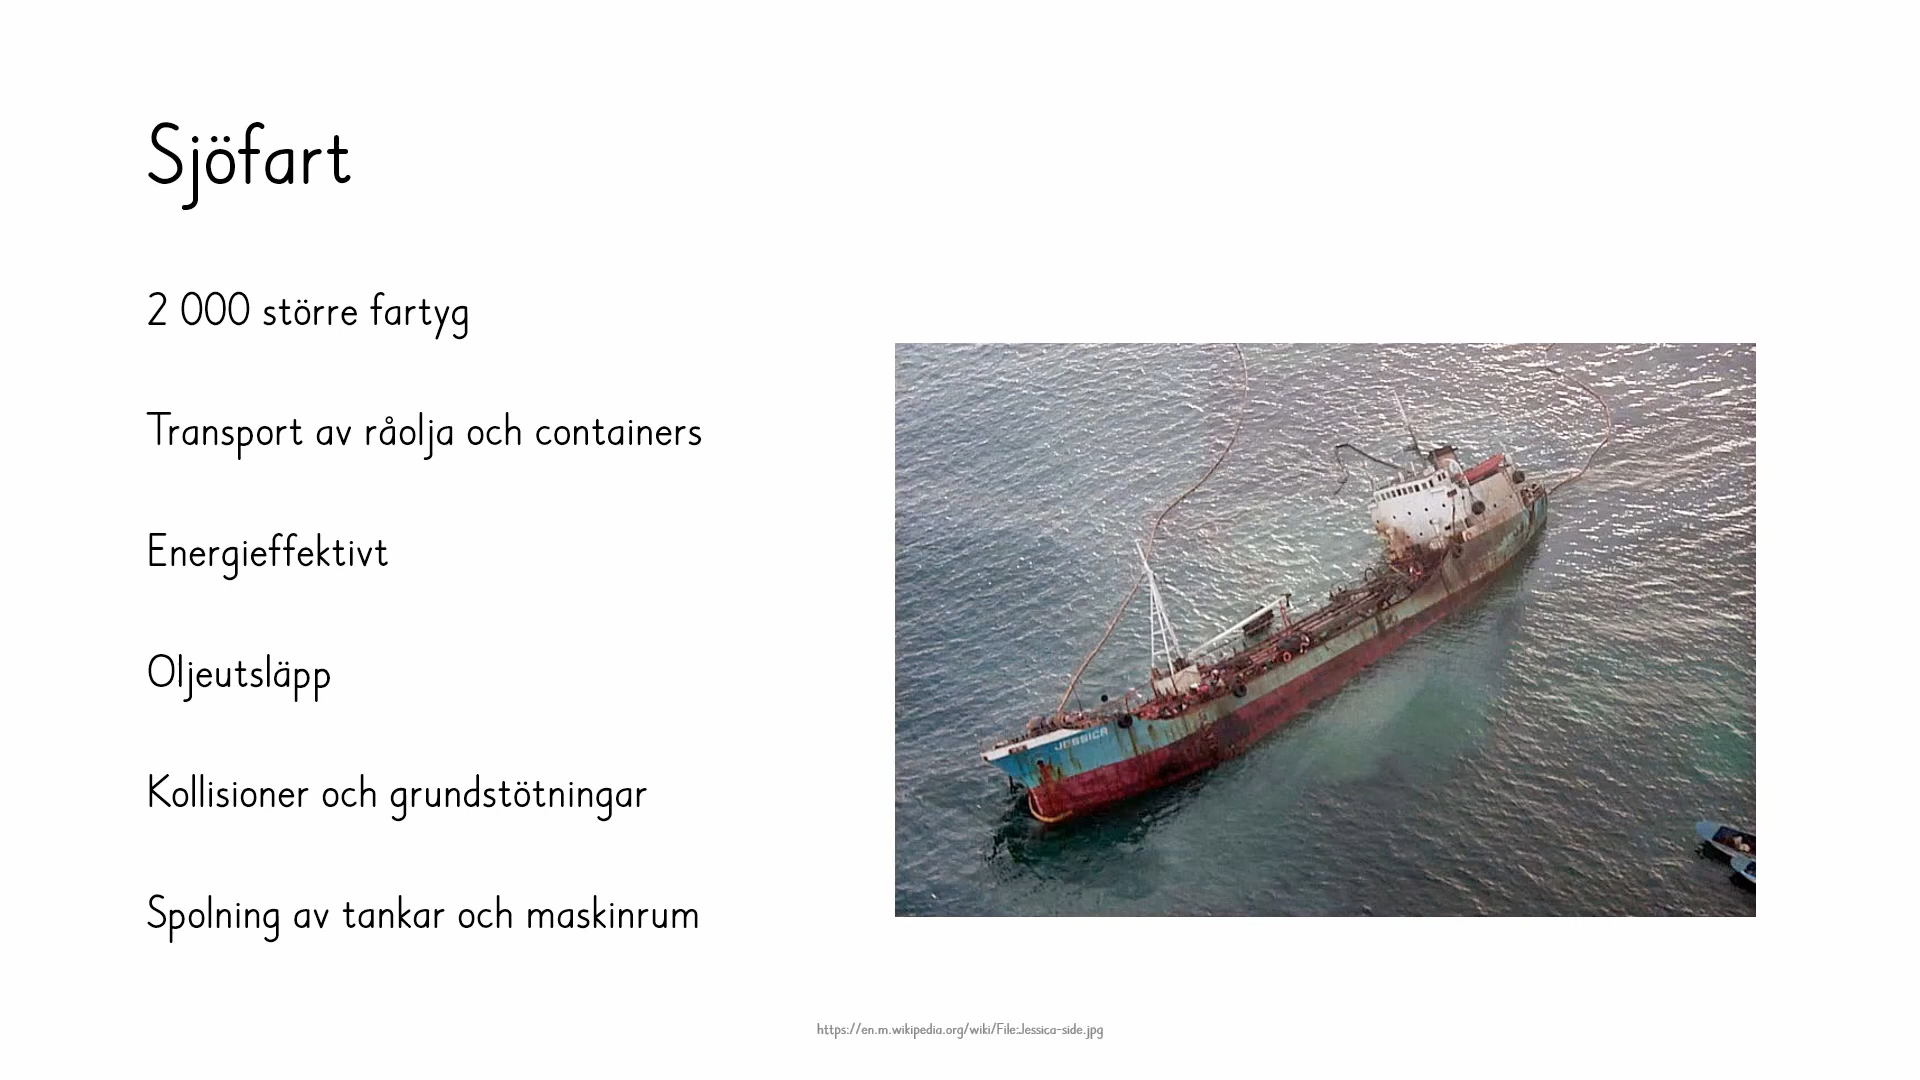 Sjöfart
2 000 större fartyg
Transport av råolja och containers
Energieffektivt
Oljeutsläpp
Kollisioner och grundstötningar
Spolning av tankar och maskinrum
JESSICA
https://en.m.wikipedia.org/wiki/File:Jessica-side.jpg